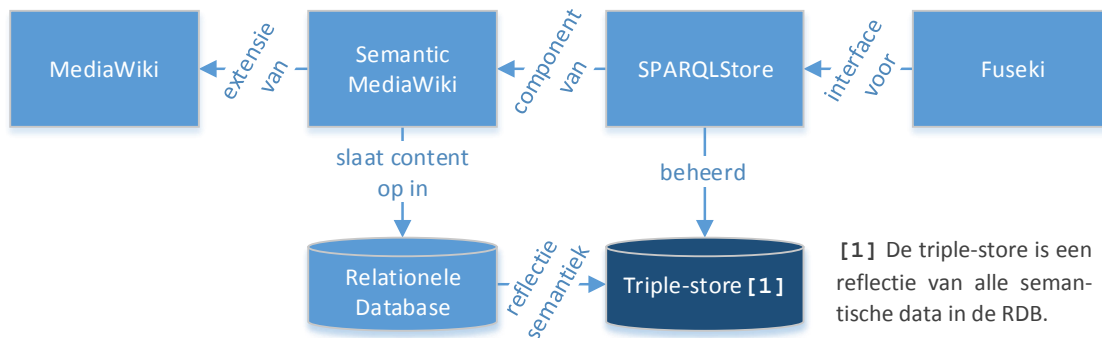 MediaWiki
extensie
van
Semantic
MediaWiki
component
van
SPARQLStore
interface
voor
Fuseki
slaat content
op in
beheerd
Relationele
Database
reflectie
semantiek
Triple-store [1]
[1] De triple-store is een
reflectie van alle seman-
tische data in de RDB.